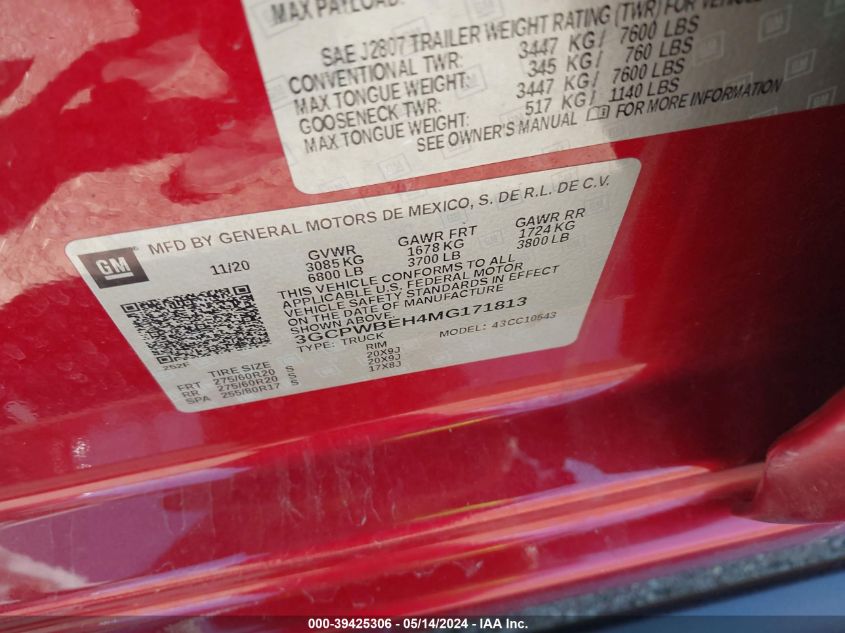 MAX PAYLOAD:
SAE J2807 TRAILER WEIGHT RATING (TWR) FOR VEHICLE
CONVENTIONAL TWR: 3447 KG/ 7600 LBS
MAX TONGUE WEIGHT: 345 KG/ 760 LBS
GOOSENECK TWR: 3447 KG/ 7600 LBS
MAX TONGUE WEIGHT: 517 KG/ 1140 LBS
SEE OWNER'S MANUAL FOR MORE INFORMATION
GM
MFD BY GENERAL MOTORS DE MEXICO, S. DE R.L. DE C.V.
11/20 GVWR GAWR FRT GAWR RR
3085 KG 1678 KG 1724 KG
6800 LB 3700 LB 3800 LB
THIS VEHICLE CONFORMS TO ALL
APPLICABLE U.S. FEDERAL MOTOR
VEHICLE SAFETY STANDARDS IN EFFECT
ON THE DATE OF MANUFACTURE
SHOWN ABOVE.
3GCPWBEH4MG171813
TYPE: TRUCK MODEL: 43CC10543
252F
TIRE SIZE RIM
FRT 275/60R20 S 20X9J
RR 275/60R20 S 20X9J
SPA 255/80R17 S 17X8J
000-39425306 - 05/14/2024 - IAA Inc.